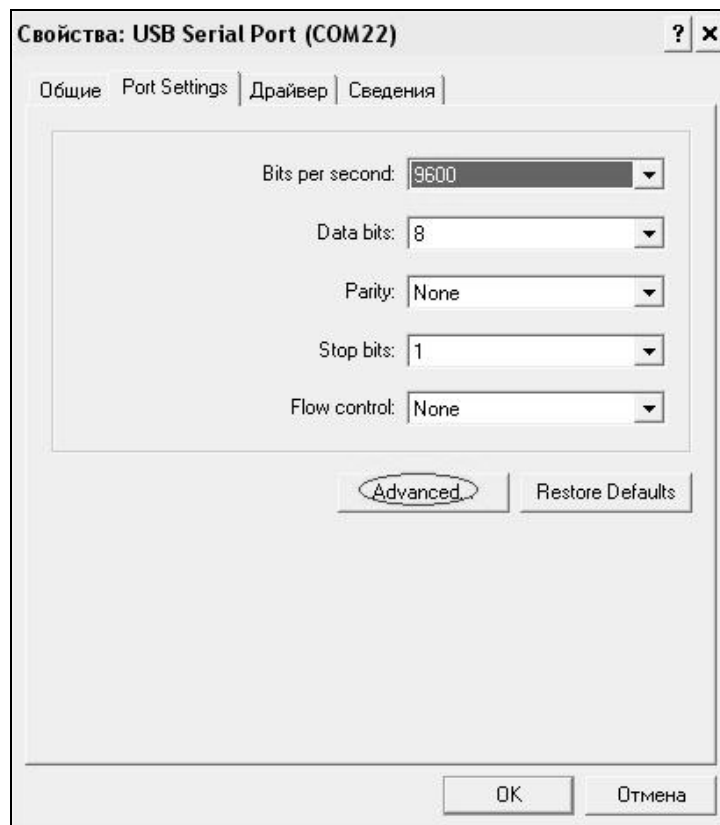 Свойства: USB Serial Port (COM22)
? ×
Общие Port Settings Драйвер Сведения
Bits per second: 9600
Data bits: 8
Parity: None
Stop bits: 1
Flow control: None
Advanced. Restore Defaults
OK Отмена